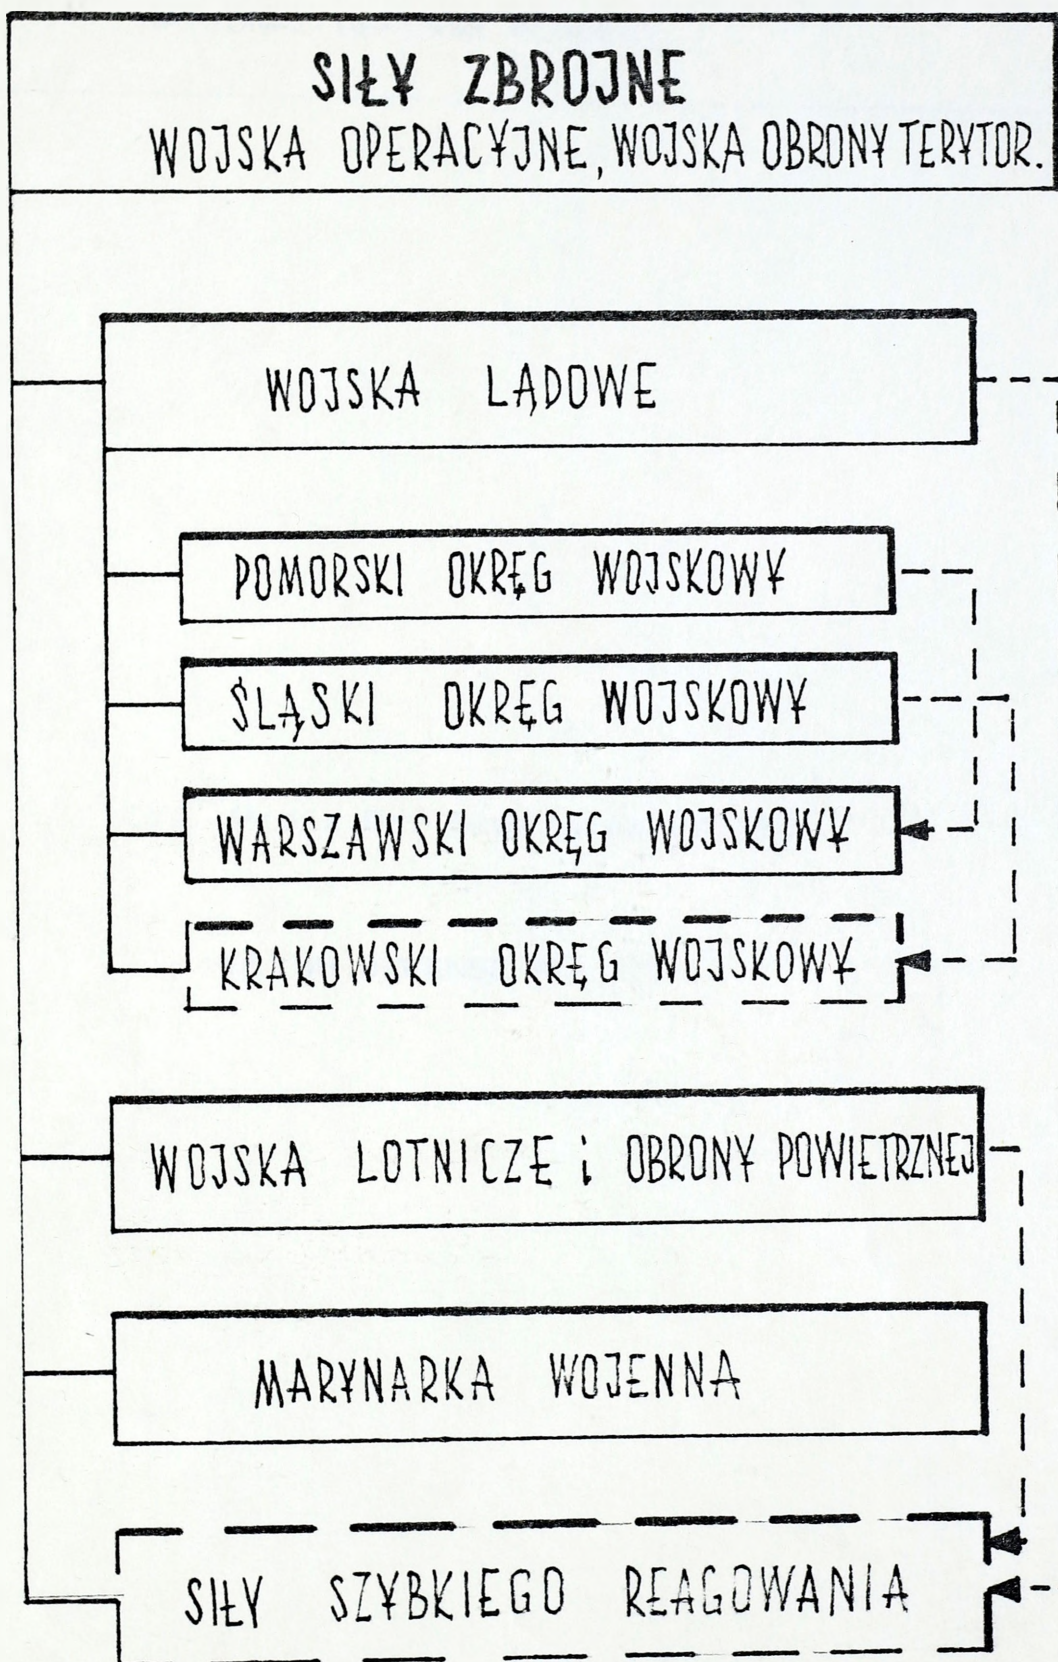 SIŁY ZBROJNE
WOJSKA OPERACYJNE, WOJSKA OBRONY TERYTOR.
WOJSKA LĄDOWE
POMORSKI OKRĘG WOJSKOWY
ŚLĄSKI OKRĘG WOJSKOWY
WARSZAWSKI OKRĘG WOJSKOWY
KRAKOWSKI OKRĘG WOJSKOWY
WOJSKA LOTNICZE i OBRONY POWIETRZNEJ
MARYNARKA WOJENNA
SIŁY SZYBKIEGO REAGOWANIA